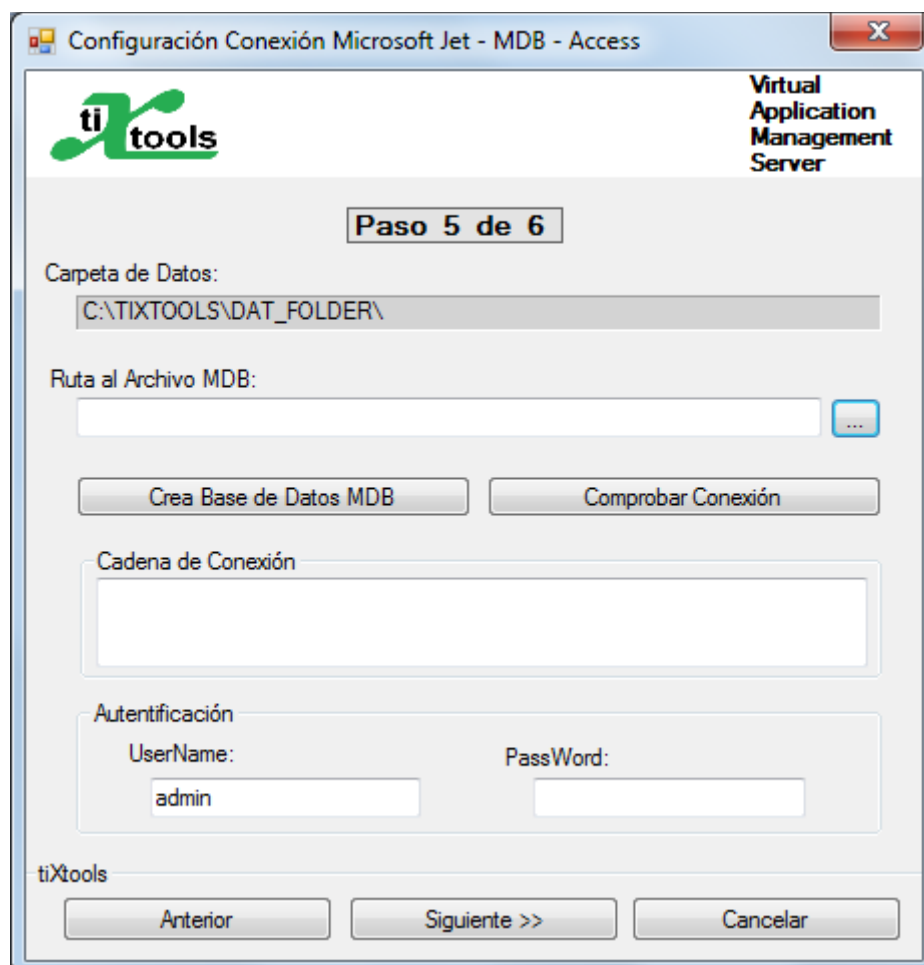 Configuración Conexión Microsoft Jet - MDB - Access
ti
tools
Virtual
Application
Management
Server
Paso 5 de 6
Carpeta de Datos:
C:\TIXTOOLS\DAT_FOLDER\
Ruta al Archivo MDB:
...
Crea Base de Datos MDB
Comprobar Conexión
Cadena de Conexión
Autentificación
UserName:
PassWord:
admin
tiXtools
Anterior
Siguiente >>
Cancelar